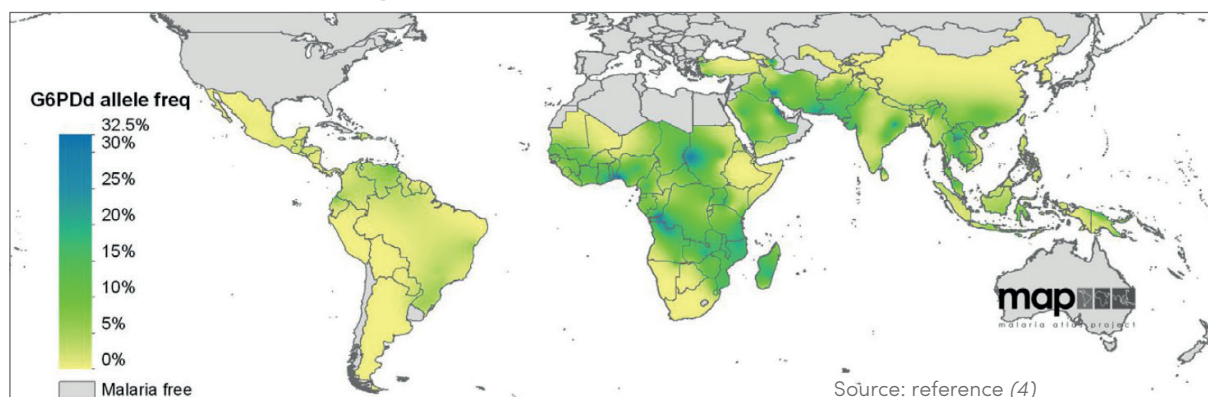 G6PDd allele freq
32.5%
30%
25%
20%
15%
10%
5%
0%
Malaria free
map
malaria atlas project
Source: reference (4)